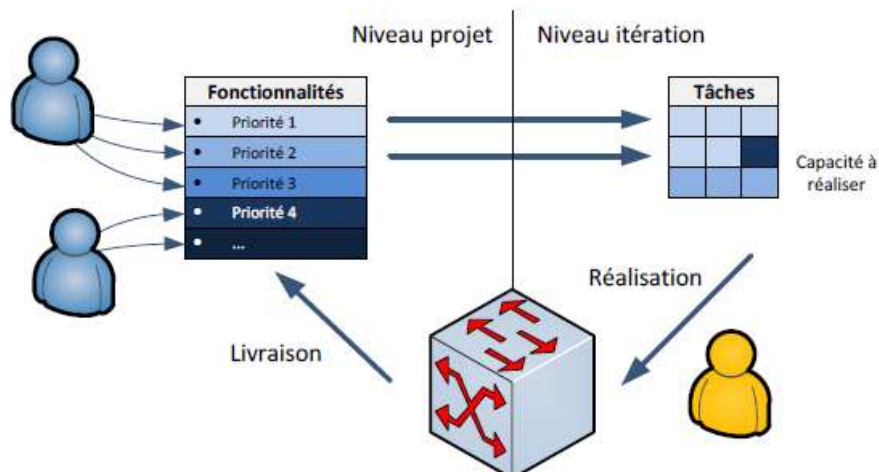 Niveau projet
Niveau itération
Fonctionnalités
• Priorité 1
• Priorité 2
• Priorité 3
• Priorité 4
• ...
Tâches
Capacité à
réaliser
Réalisation
Livraison